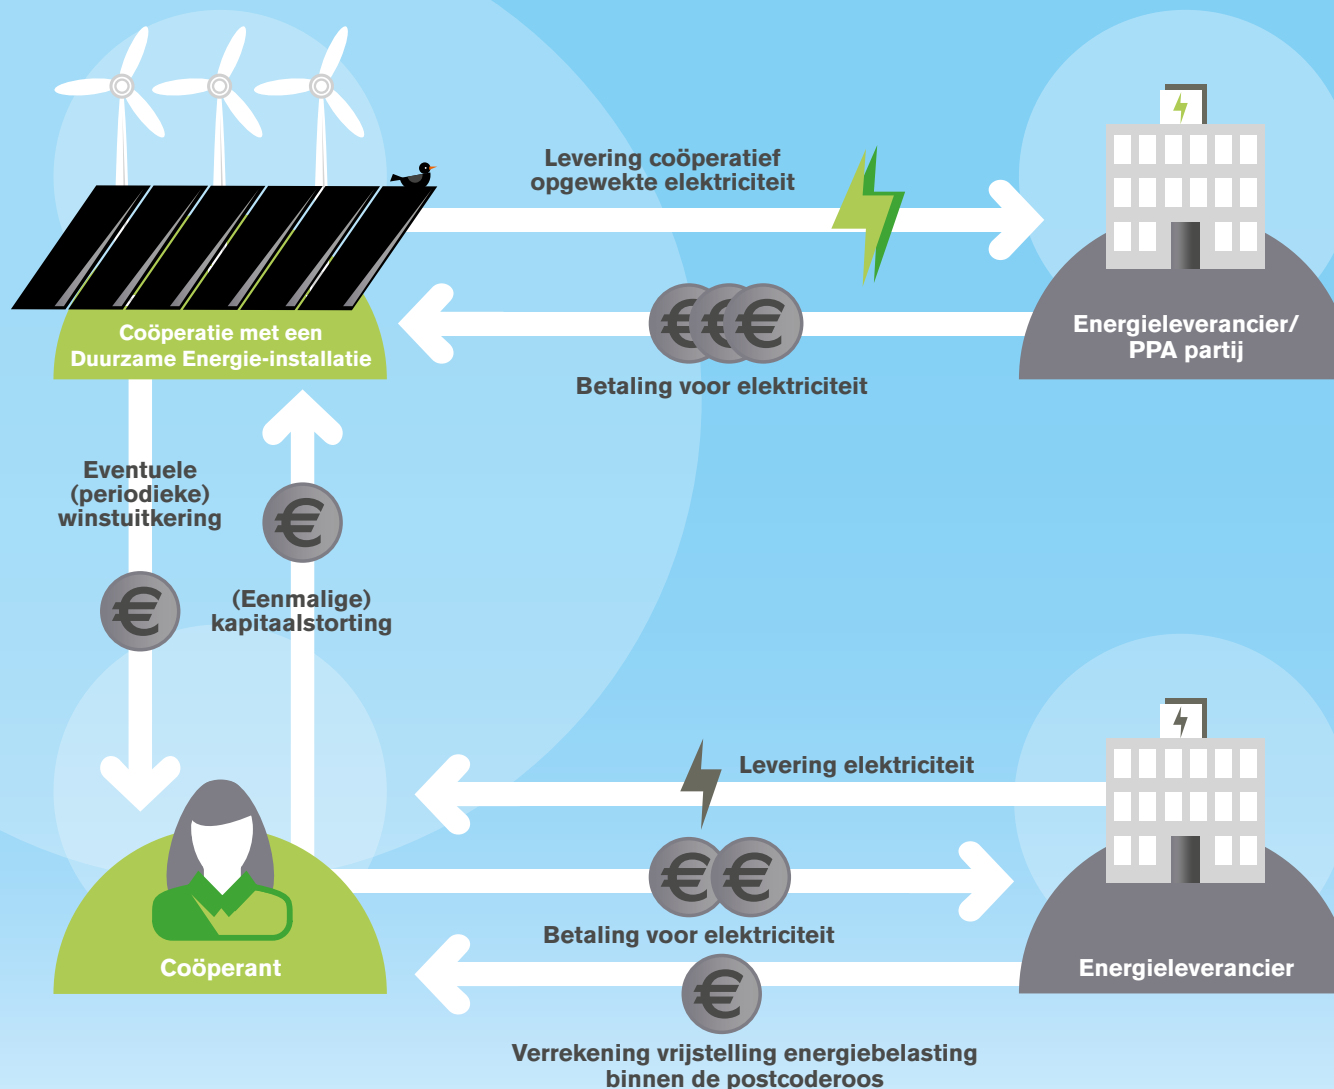 Levering coöperatief
opgewekte elektriciteit
Coöperatie met een
Duurzame Energie-installatie
Energieleverancier/
PPA partij
€€€
Betaling voor elektriciteit
Eventuele
(periodieke)
winstuitkering
€
€
(Eenmalige)
kapitaalstorting
Levering elektriciteit
€€
Betaling voor elektriciteit
Coöperant
Energieleverancier
€
Verrekening vrijstelling energiebelasting
binnen de postcoderoos